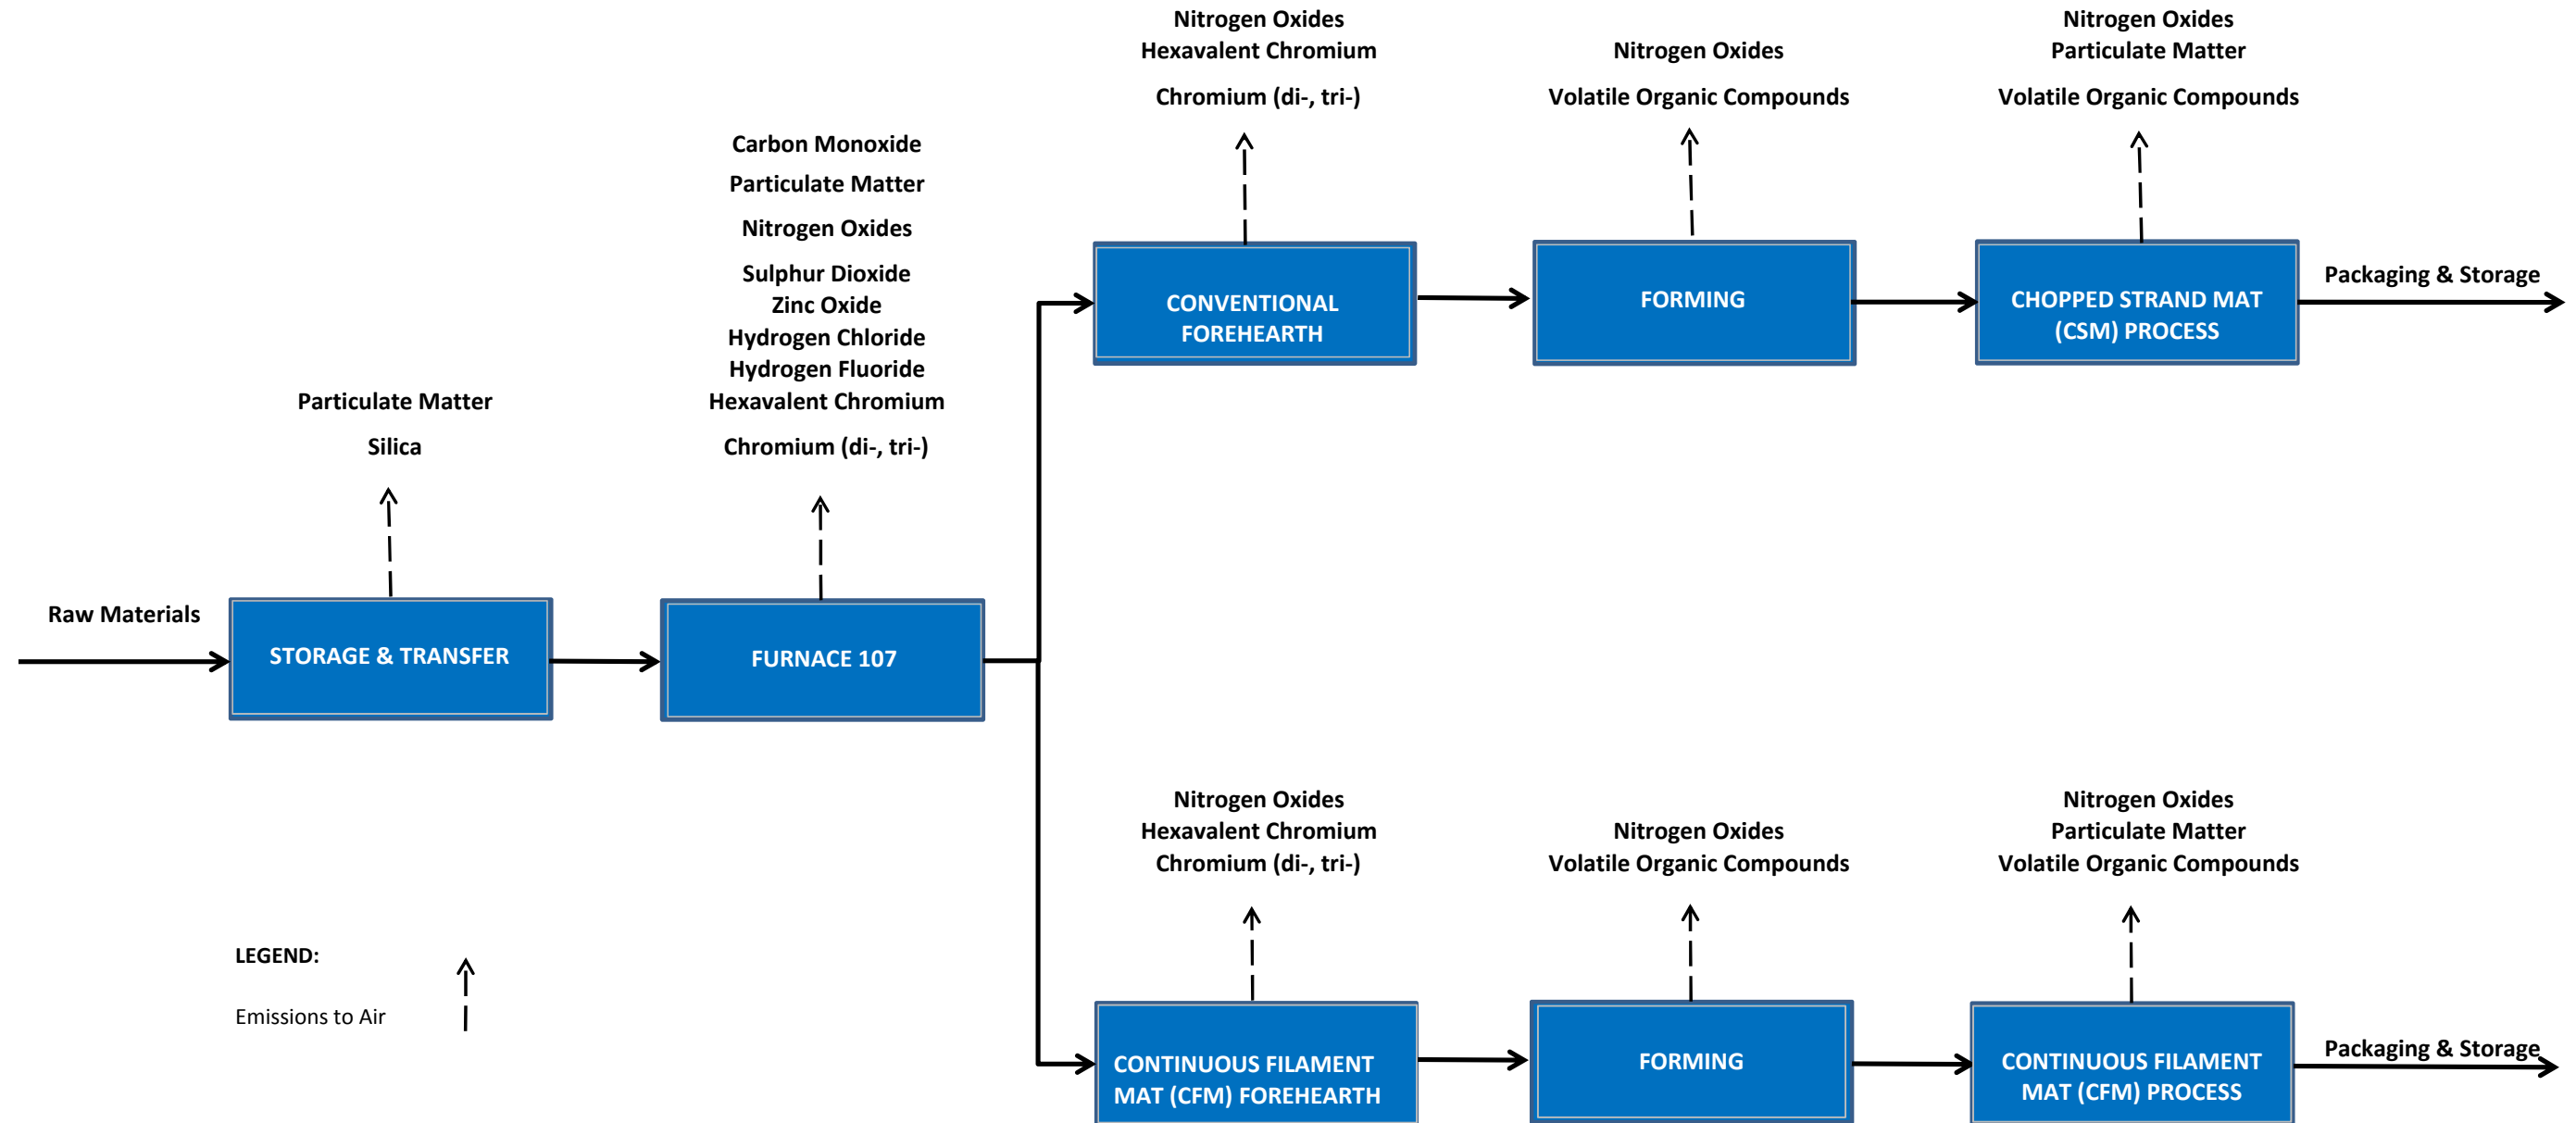 Nitrogen Oxides
Hexavalent Chromium
Chromium (di-, tri-)
Nitrogen Oxides
Volatile Organic Compounds
Nitrogen Oxides
Particulate Matter
Volatile Organic Compounds
Carbon Monoxide
Particulate Matter
Nitrogen Oxides
Sulphur Dioxide
Zinc Oxide
Hydrogen Chloride
Hydrogen Fluoride
Hexavalent Chromium
Chromium (di-, tri-)
Particulate Matter
Silica
CONVENTIONAL
FOREHEARTH
FORMING
CHOPPED STRAND MAT
(CSM) PROCESS
Packaging & Storage
Raw Materials
STORAGE & TRANSFER
FURNACE 107
Nitrogen Oxides
Hexavalent Chromium
Chromium (di-, tri-)
Nitrogen Oxides
Volatile Organic Compounds
Nitrogen Oxides
Particulate Matter
Volatile Organic Compounds
CONTINUOUS FILAMENT
MAT (CFM) FOREHEARTH
FORMING
CONTINUOUS FILAMENT
MAT (CFM) PROCESS
Packaging & Storage
LEGEND:
Emissions to Air